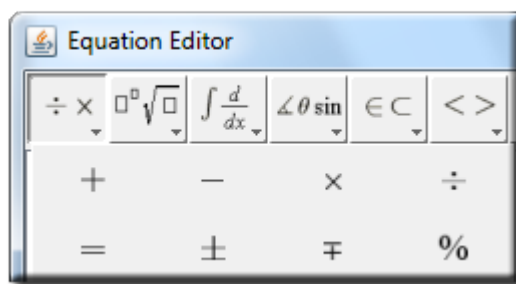 Equation Editor
÷ × □^□ √□ ∫ d/dx ∡ θ sin ∈ ⊂ < >
+ − × ÷
= ± ∓ %